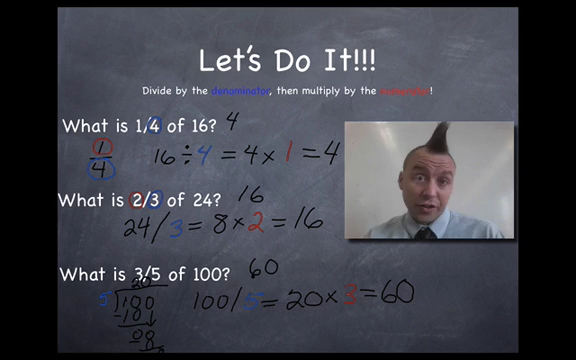 Let's Do It!!!
Divide by the denominator, then multiply by the numerator!
What is 1/4 of 16? 4
1/4 16 ÷ 4 = 4 × 1 = 4
What is 2/3 of 24? 16
24 / 3 = 8 × 2 = 16
What is 3/5 of 100? 60
20
5 100 100 / 5 = 20 × 3 = 60